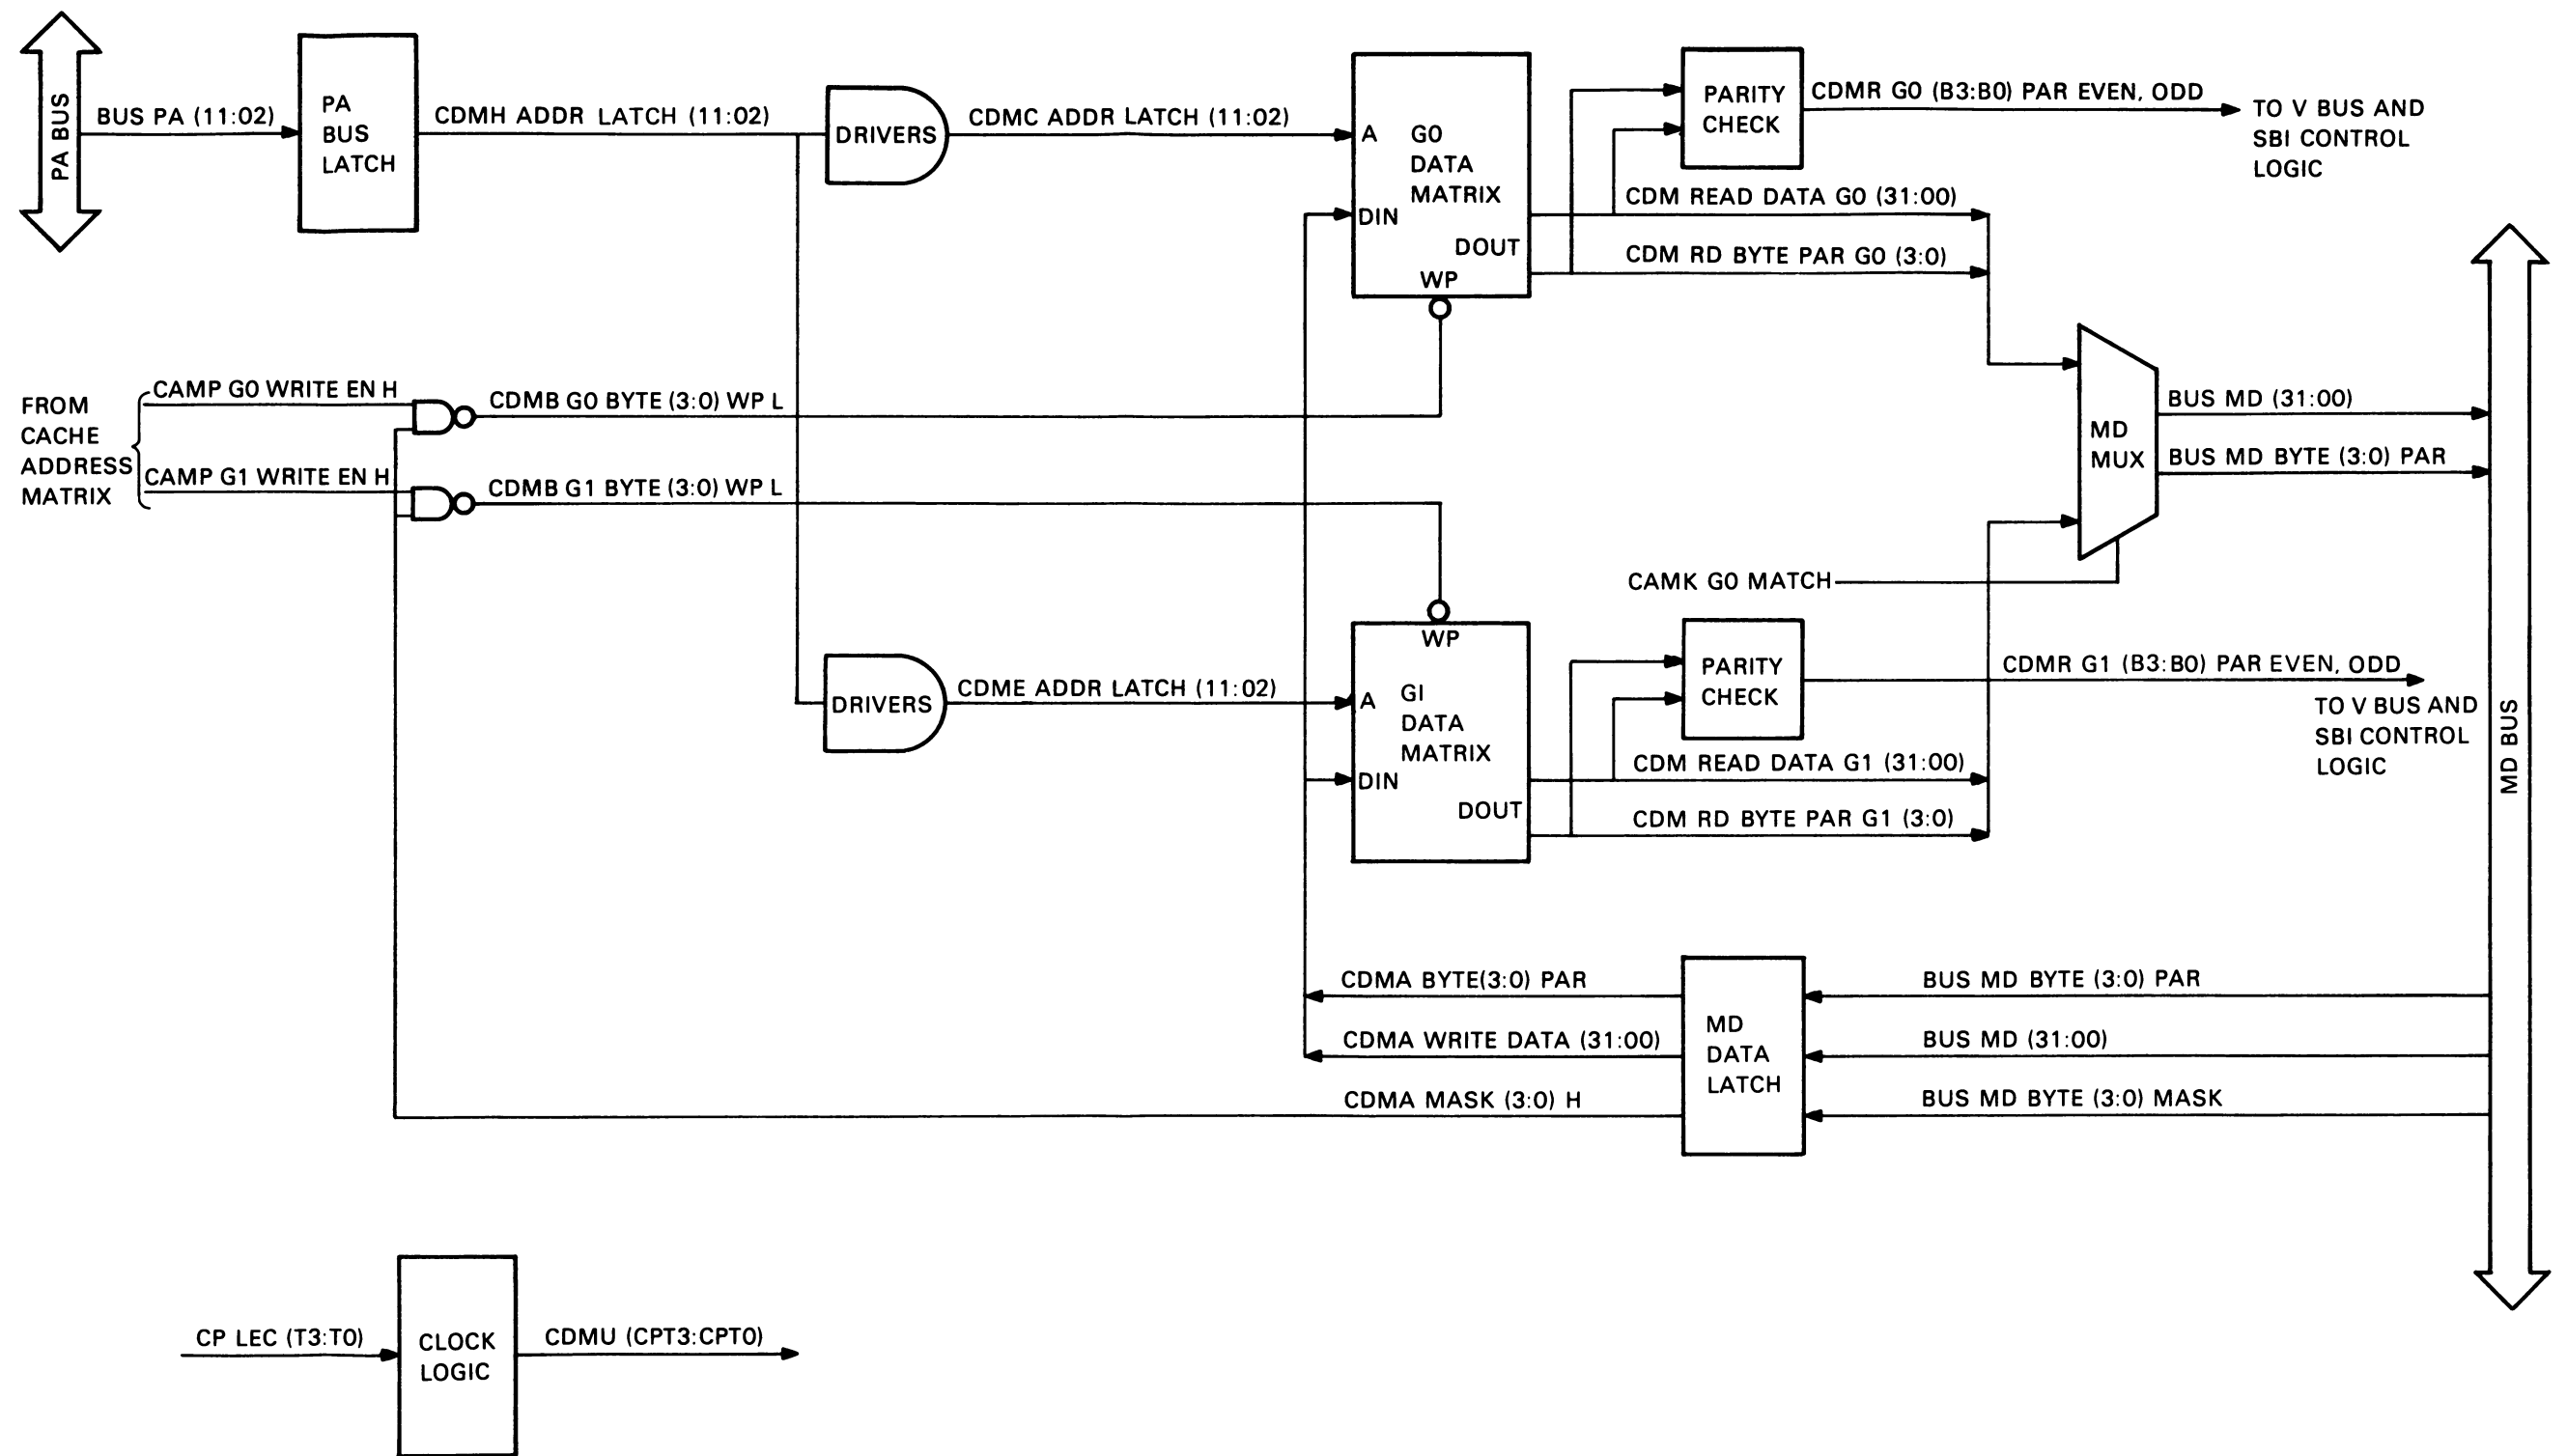 PA BUS
BUS PA (11:02)
PA
BUS
LATCH
CDMH ADDR LATCH (11:02)
DRIVERS
CDMC ADDR LATCH (11:02)
A
G0
DATA
MATRIX
DIN
DOUT
WP
PARITY
CHECK
CDMR G0 (B3:B0) PAR EVEN, ODD
TO V BUS AND
SBI CONTROL
LOGIC
CDM READ DATA G0 (31:00)
CDM RD BYTE PAR G0 (3:0)
FROM
CACHE
ADDRESS
MATRIX
CAMP G0 WRITE EN H
CDMB G0 BYTE (3:0) WP L
CAMP G1 WRITE EN H
CDMB G1 BYTE (3:0) WP L
MD
MUX
BUS MD (31:00)
BUS MD BYTE (3:0) PAR
CAMK G0 MATCH
DRIVERS
CDME ADDR LATCH (11:02)
WP
A
GI
DATA
MATRIX
DIN
DOUT
PARITY
CHECK
CDMR G1 (B3:B0) PAR EVEN, ODD
TO V BUS AND
SBI CONTROL
LOGIC
CDM READ DATA G1 (31:00)
CDM RD BYTE PAR G1 (3:0)
MD BUS
CDMA BYTE(3:0) PAR
CDMA WRITE DATA (31:00)
CDMA MASK (3:0) H
MD
DATA
LATCH
BUS MD BYTE (3:0) PAR
BUS MD (31:00)
BUS MD BYTE (3:0) MASK
CP LEC (T3:T0)
CLOCK
LOGIC
CDMU (CPT3:CPT0)